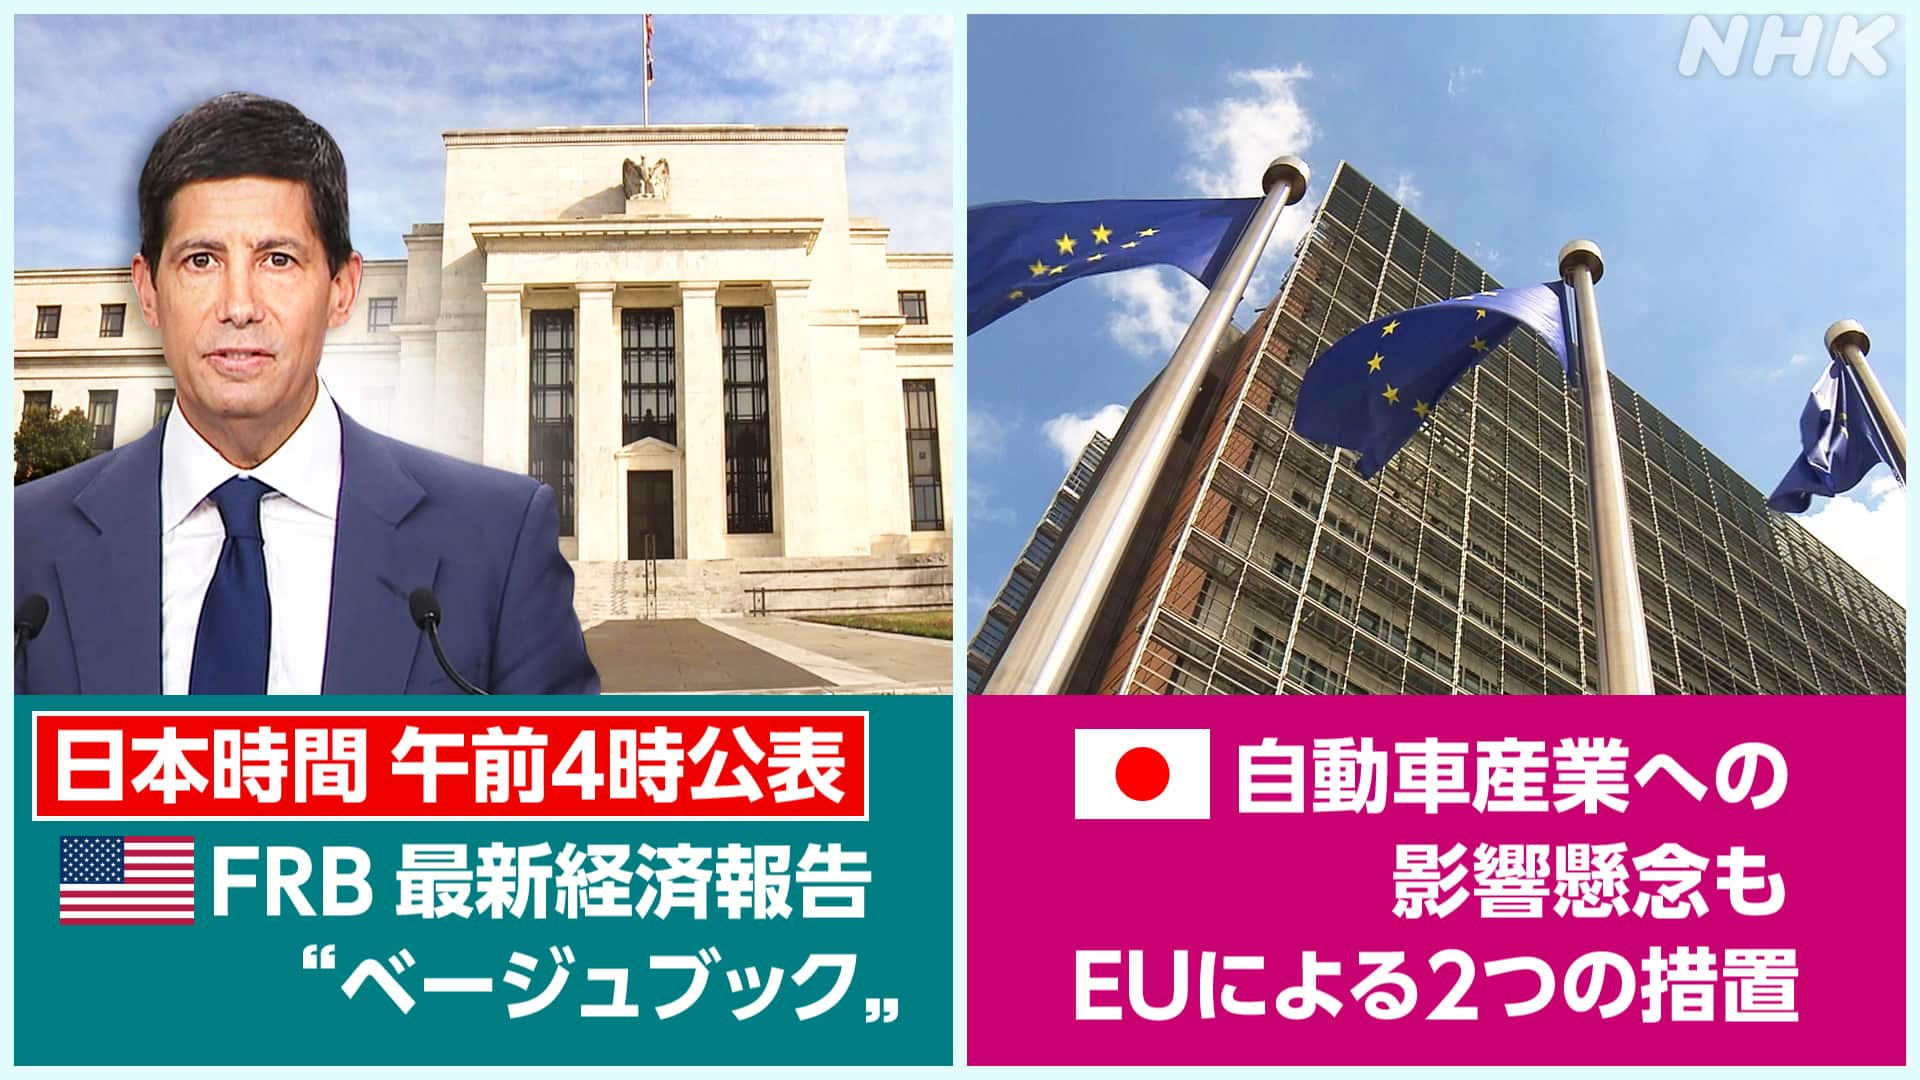 NHK
日本時間 午前4時公表
FRB 最新経済報告
“ベージュブック„
自動車産業への
影響懸念も
EUによる2つの措置